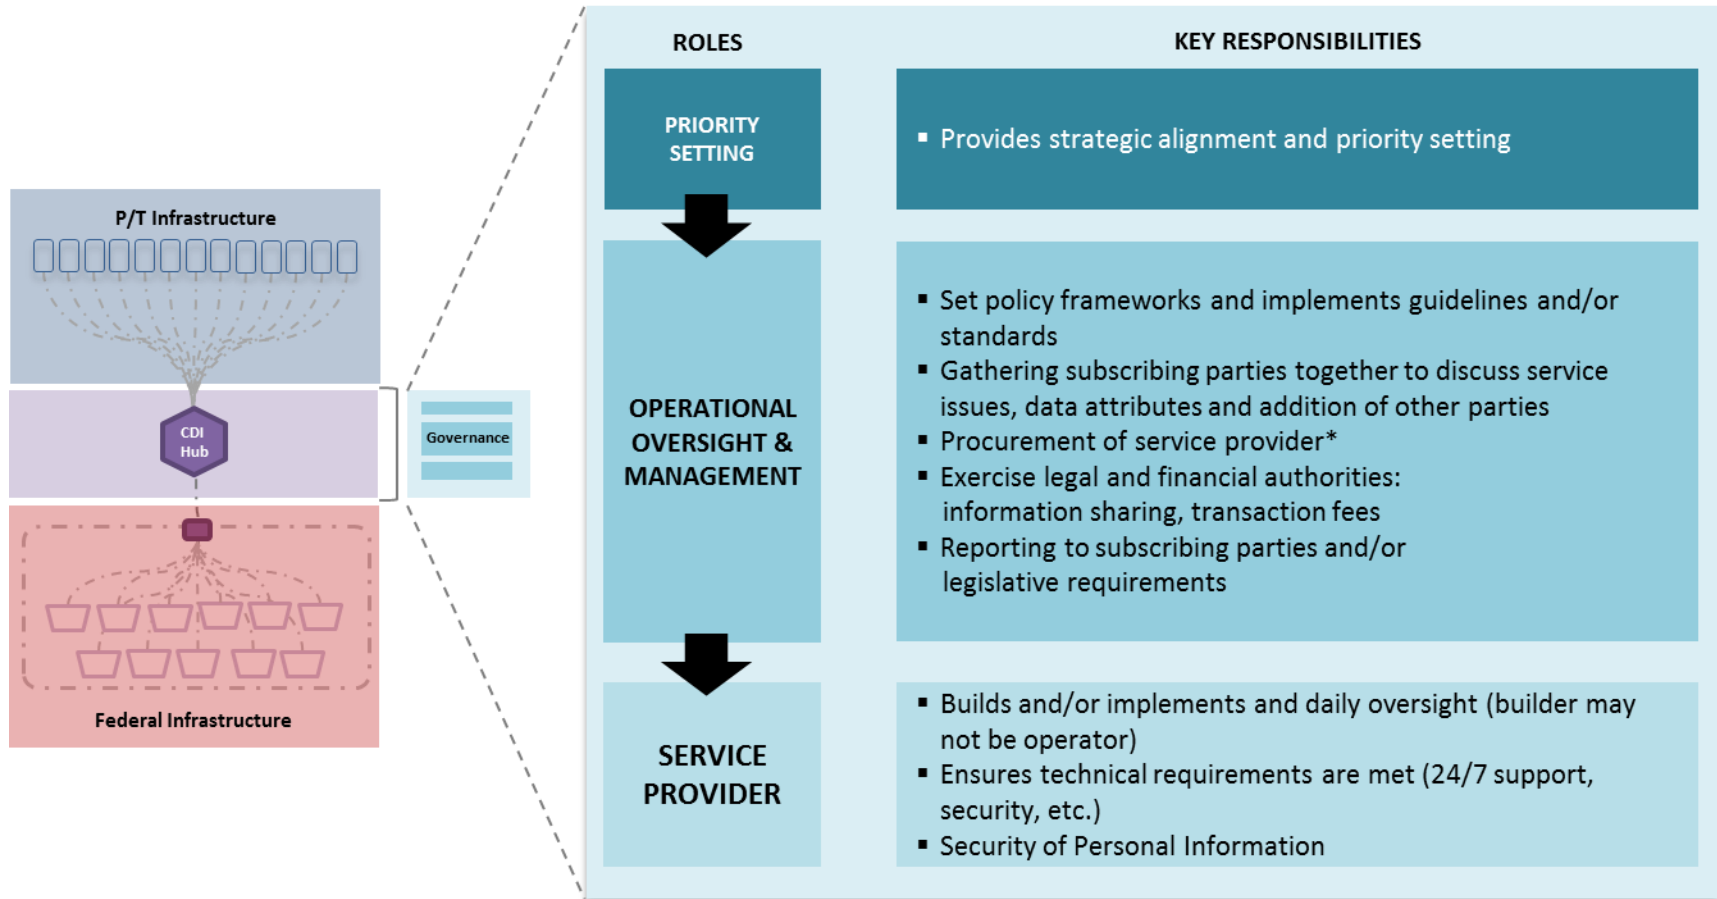 P/T Infrastructure
CDI
Hub
Governance
Federal Infrastructure
ROLES
KEY RESPONSIBILITIES
PRIORITY
SETTING
▪ Provides strategic alignment and priority setting
OPERATIONAL
OVERSIGHT &
MANAGEMENT
▪ Set policy frameworks and implements guidelines and/or
standards
▪ Gathering subscribing parties together to discuss service
issues, data attributes and addition of other parties
▪ Procurement of service provider*
▪ Exercise legal and financial authorities:
information sharing, transaction fees
▪ Reporting to subscribing parties and/or
legislative requirements
SERVICE
PROVIDER
▪ Builds and/or implements and daily oversight (builder may
not be operator)
▪ Ensures technical requirements are met (24/7 support,
security, etc.)
▪ Security of Personal Information